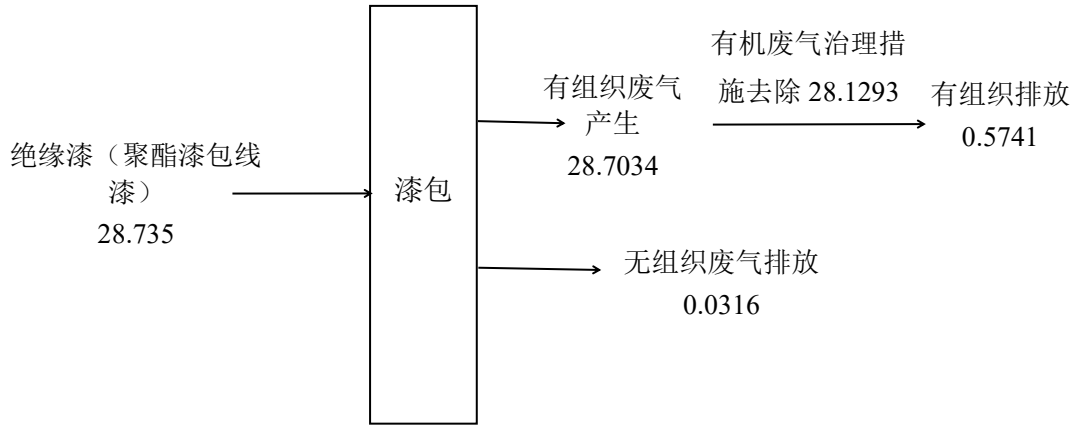 绝缘漆（聚酯漆包线
漆）
28.735
漆包
有组织废气
产生
28.7034
有机废气治理措
施去除 28.1293
有组织排放
0.5741
无组织废气排放
0.0316